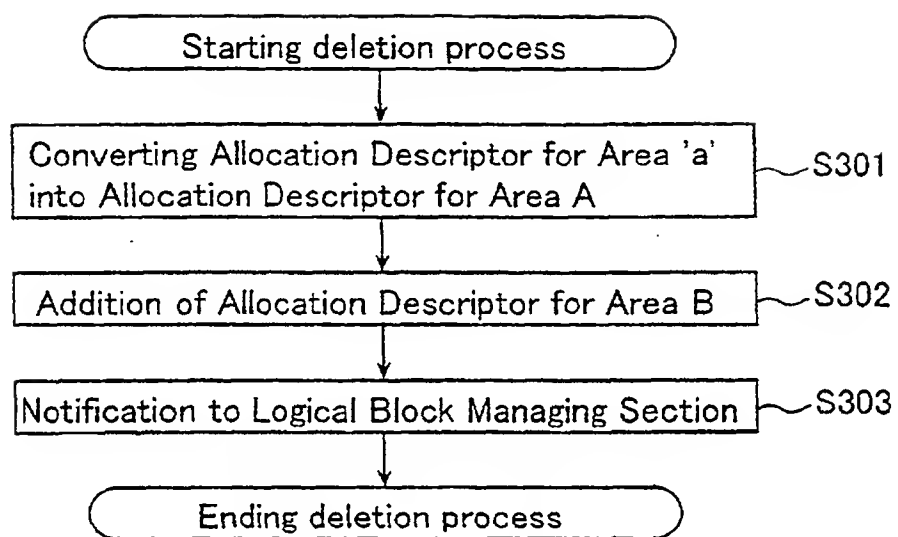 Starting deletion process
Converting Allocation Descriptor for Area 'a'
into Allocation Descriptor for Area A
S301
Addition of Allocation Descriptor for Area B
S302
Notification to Logical Block Managing Section
S303
Ending deletion process